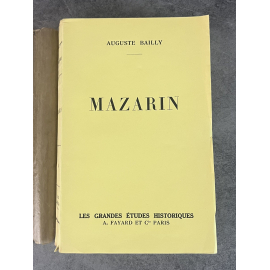 AUGUSTE BAILLY
MAZARIN
LES GRANDES ÉTUDES HISTORIQUES
A. FAYARD ET Cie PARIS